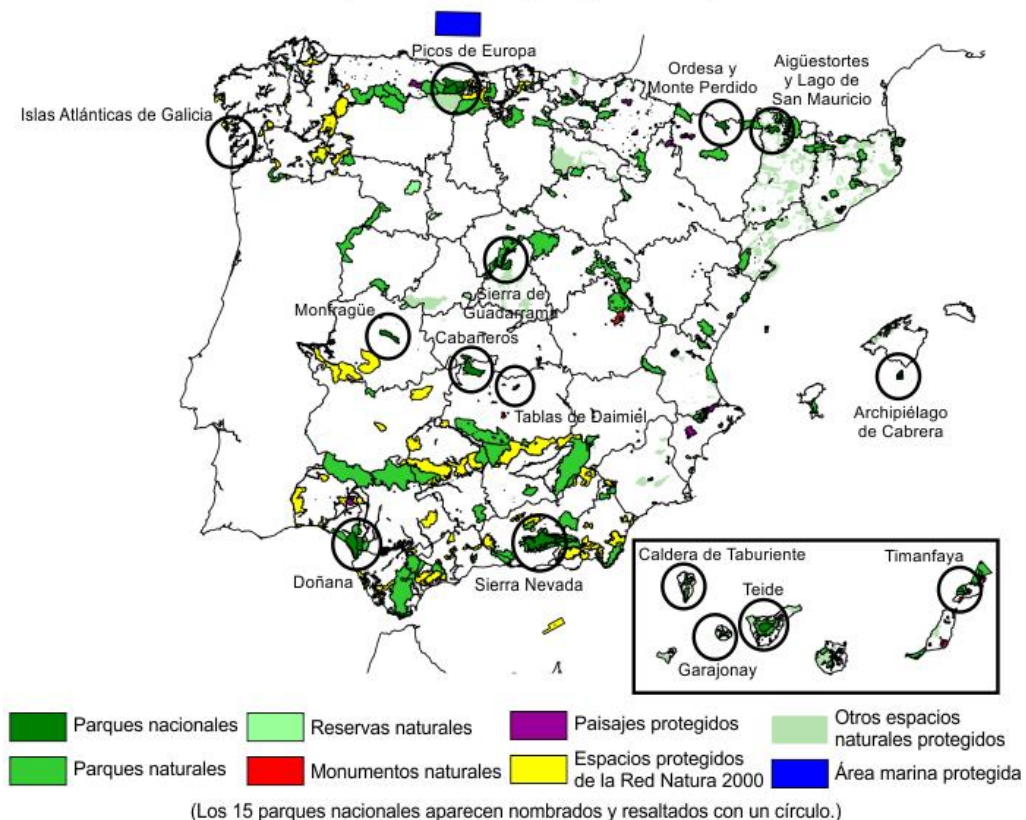 Picos de Europa
Ordesa y
Monte Perdido
Aigüestortes
y Lago de
San Mauricio
Islas Atlánticas de Galicia
Sierra de
Guadarrama
Monfragüe
Cabañeros
Tablas de Daimiel
Archipiélago
de Cabrera
Doñana
Sierra Nevada
Caldera de Taburiente
Timanfaya
Teide
Garajonay
Parques nacionales
Reservas naturales
Paisajes protegidos
Otros espacios
naturales protegidos
Parques naturales
Monumentos naturales
Espacios protegidos
de la Red Natura 2000
Área marina protegida
(Los 15 parques nacionales aparecen nombrados y resaltados con un círculo.)